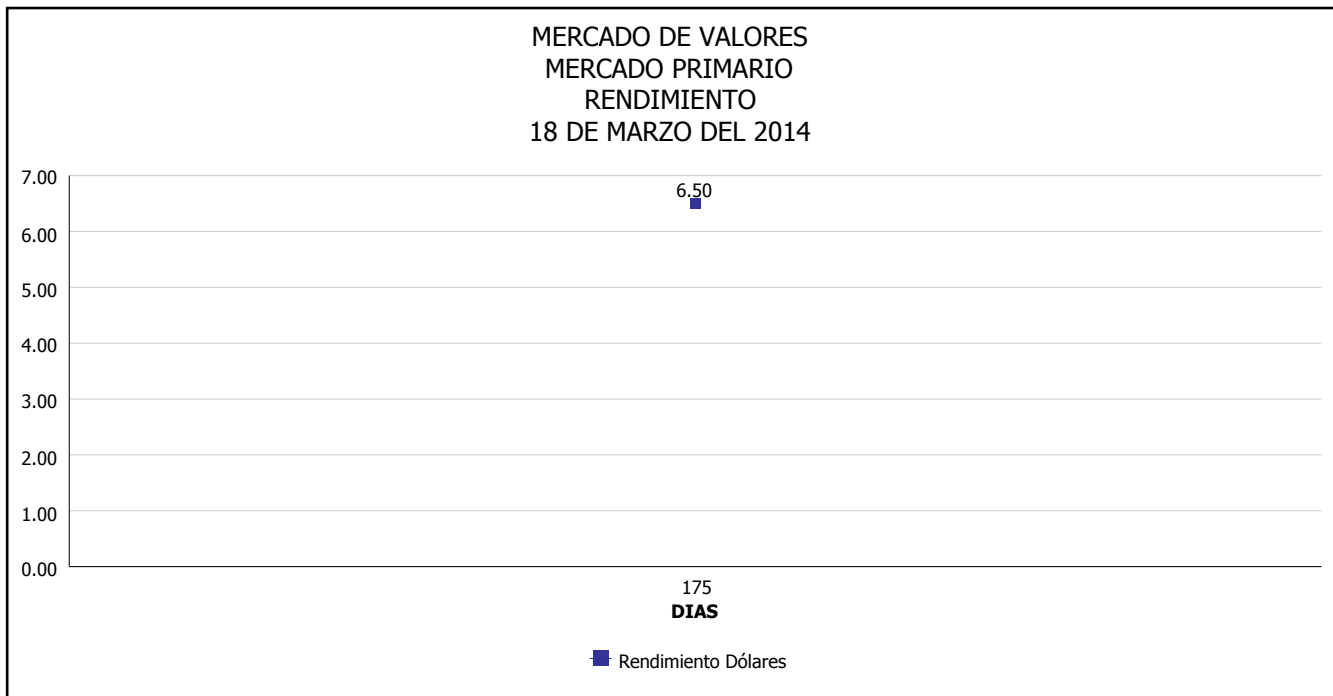 MERCADO DE VALORES
MERCADO PRIMARIO
RENDIMIENTO
18 DE MARZO DEL 2014
7.00
6.50
6.00
5.00
4.00
3.00
2.00
1.00
0.00
175
DIAS
Rendimiento Dólares